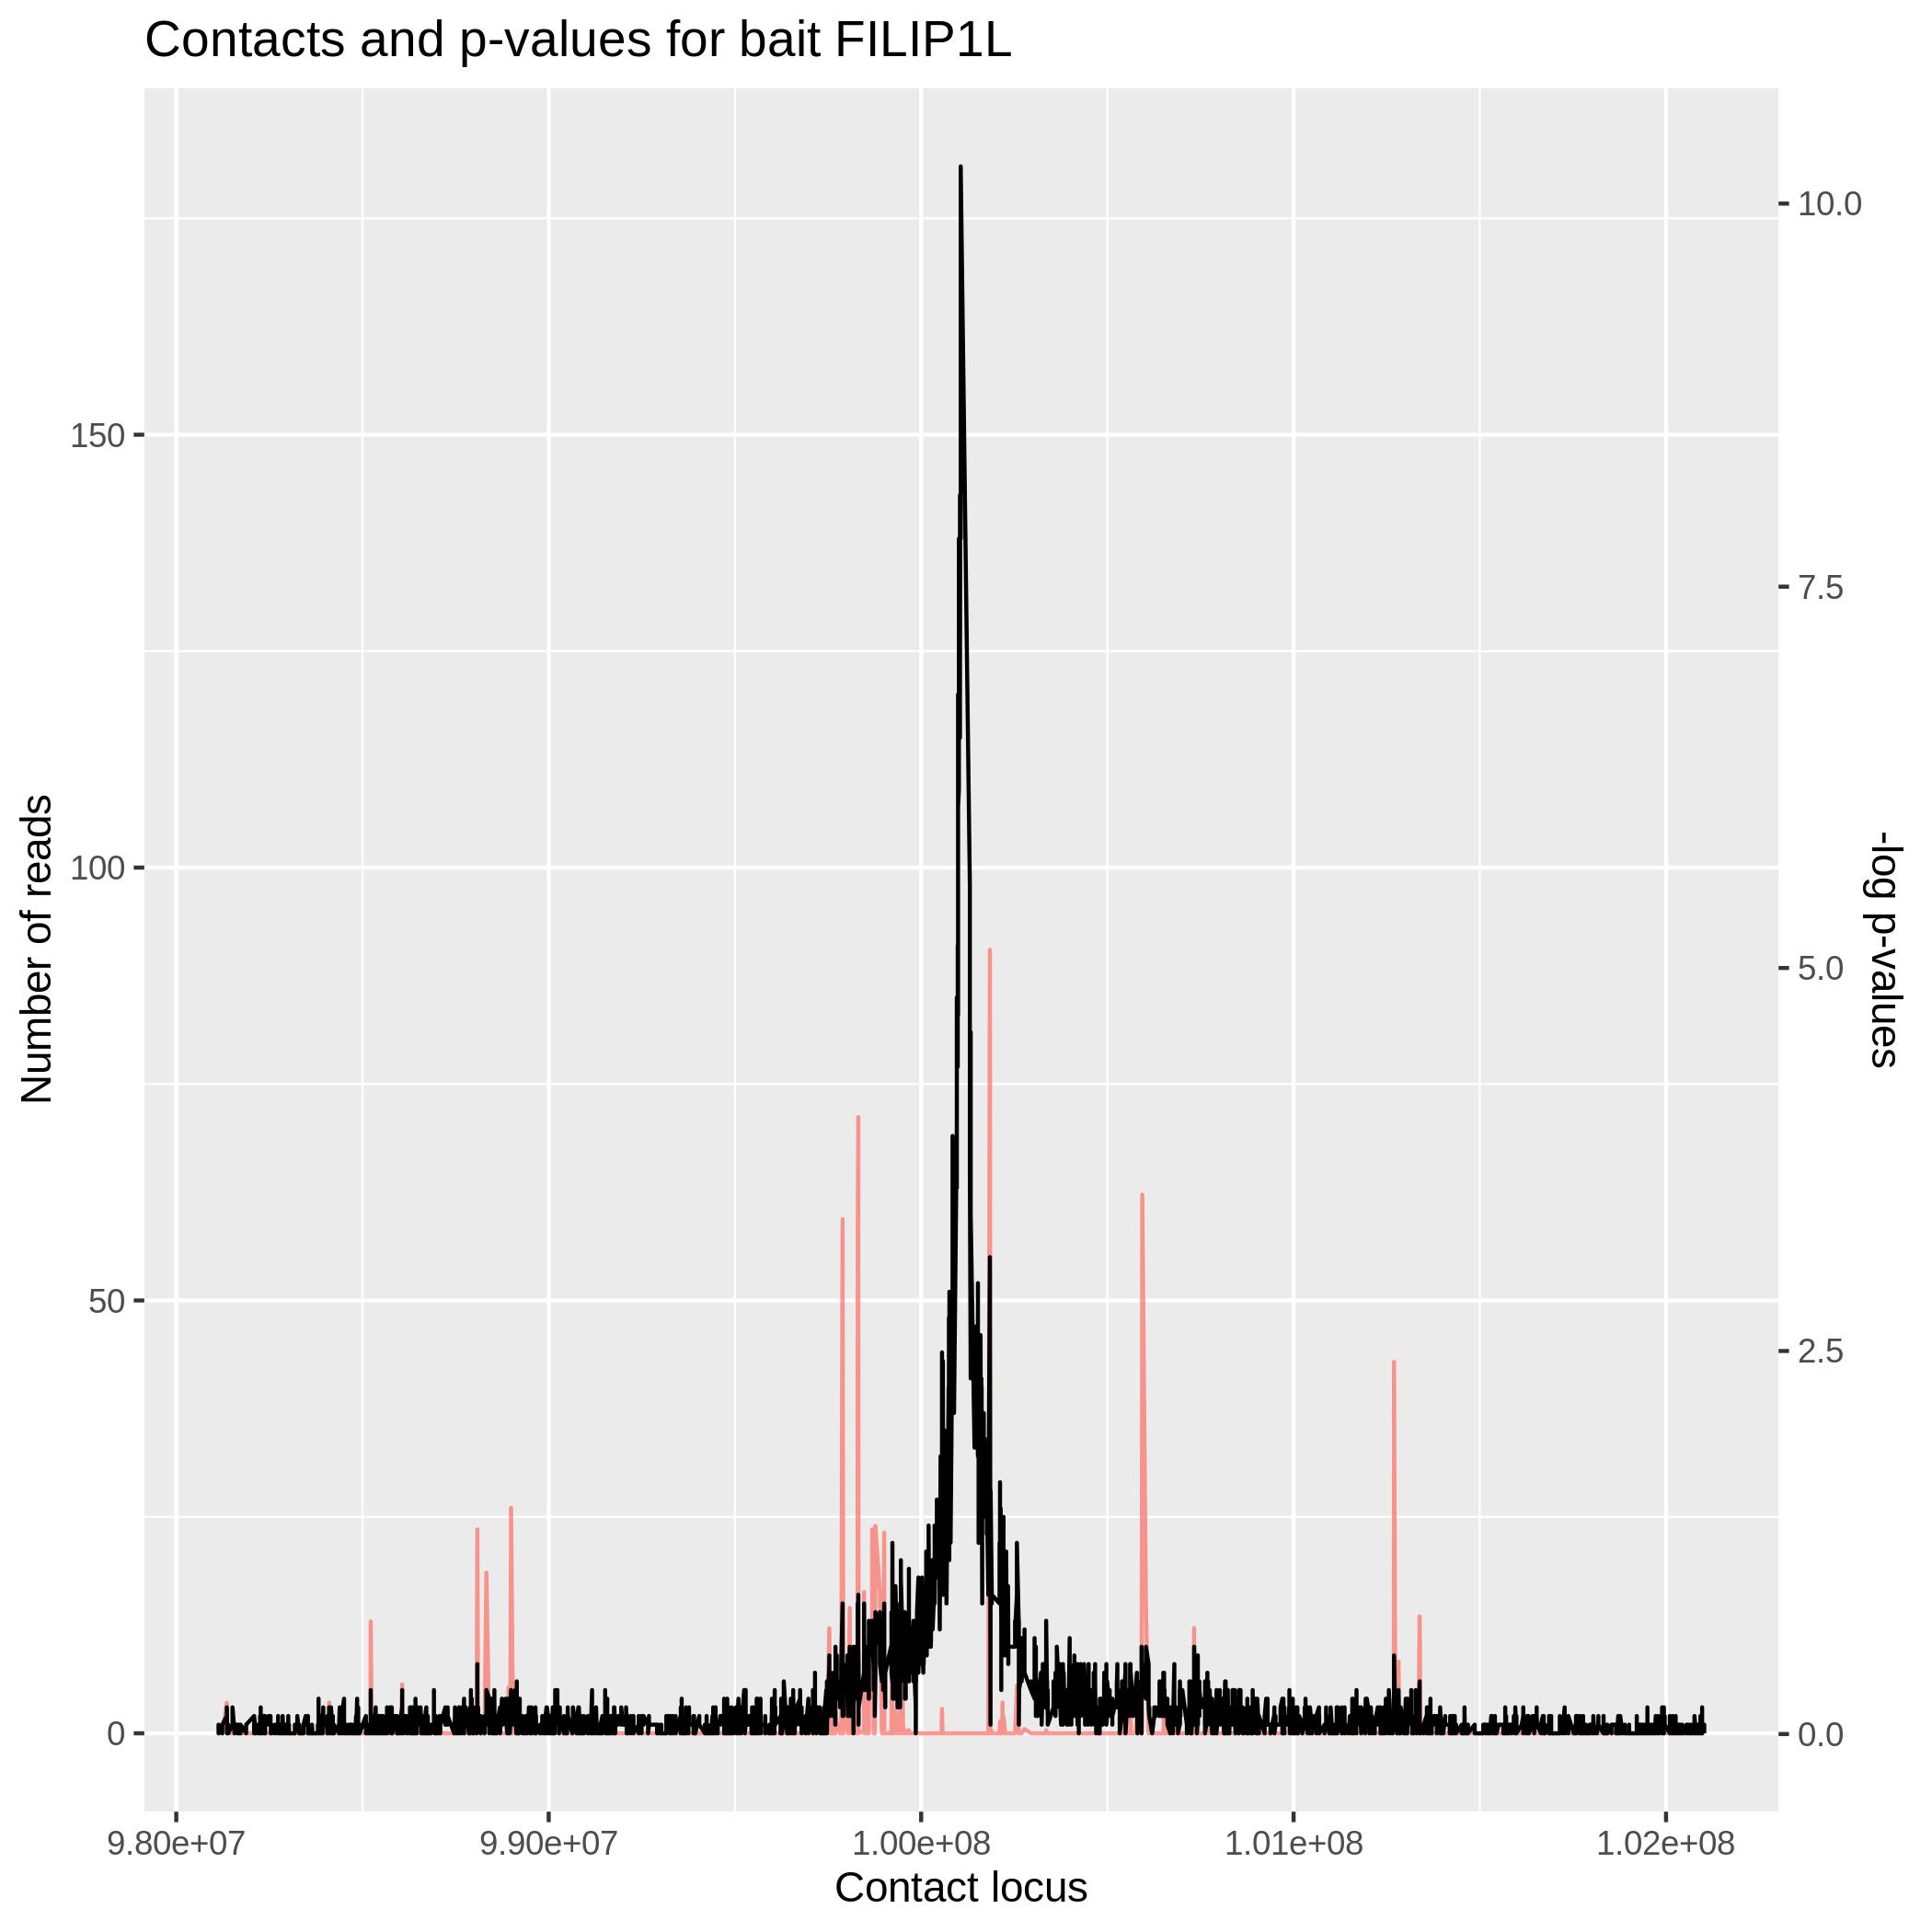 Contacts and p-values for bait FILIP1L
Number of reads
150
100
50
0
10.0
7.5
5.0
2.5
0.0
-log p-values
9.80e+07
9.90e+07
1.00e+08
1.01e+08
1.02e+08
Contact locus